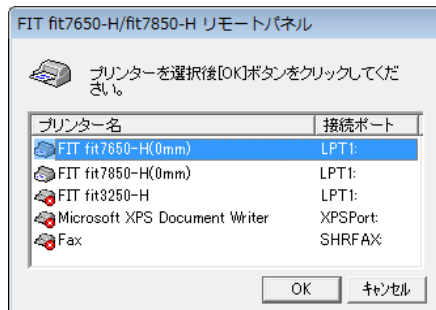 FIT fit7650-H/fit7850-H リモートパネル
プリンターを選択後[OK]ボタンをクリックしてくだ
さい。
プリンター名 接続ポート
FIT fit7650-H(0mm) LPT1:
FIT fit7850-H(0mm) LPT1:
FIT fit3250-H LPT1:
Microsoft XPS Document Writer XPSPort:
Fax SHRFAX:
OK キャンセル